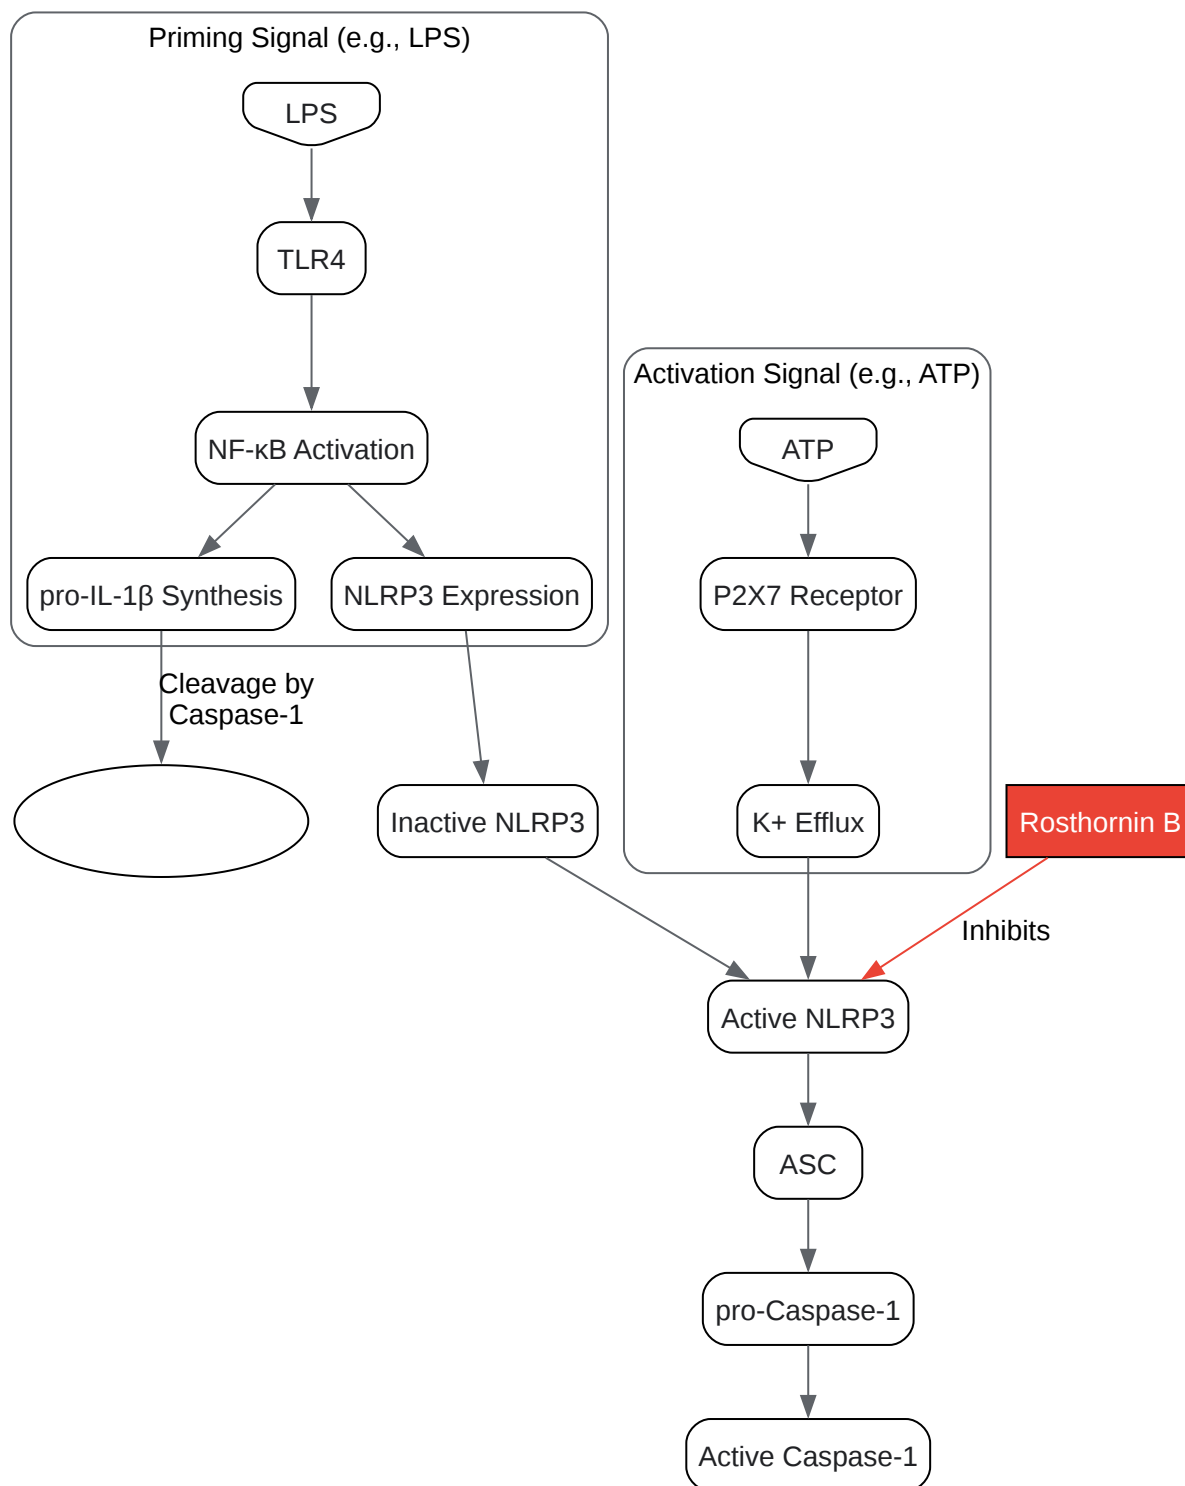 Priming Signal (e.g., LPS)
LPS
TLR4
NF-κB Activation
pro-IL-1β Synthesis
NLRP3 Expression
Cleavage by
Caspase-1
Inactive NLRP3
Activation Signal (e.g., ATP)
ATP
P2X7 Receptor
K+ Efflux
Rosthornin B
Inhibits
Active NLRP3
ASC
pro-Caspase-1
Active Caspase-1